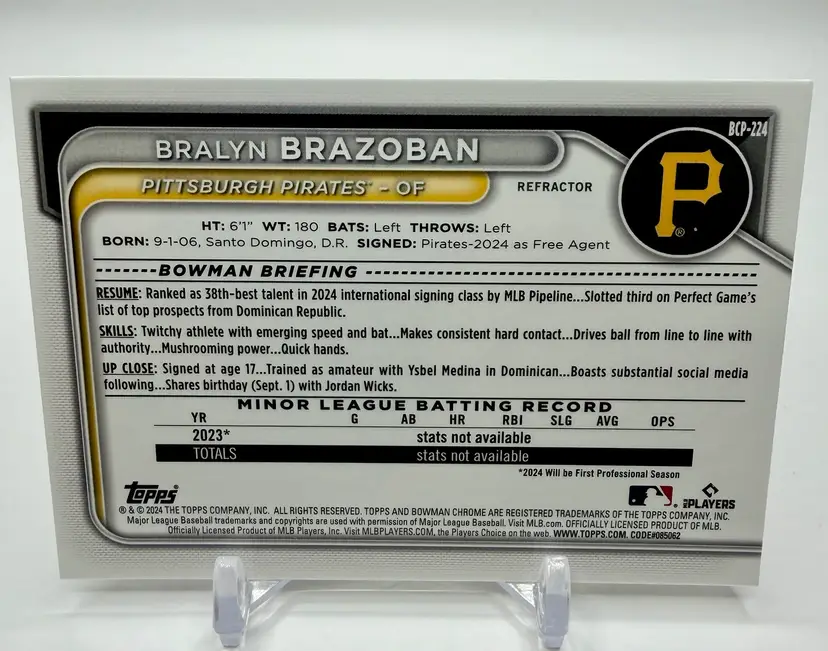 BCP-224
BRALYN BRAZOBAN
PITTSBURGH PIRATES® - OF
REFRACTOR
P®
HT: 6'1" WT: 180 BATS: Left THROWS: Left
BORN: 9-1-06, Santo Domingo, D.R. SIGNED: Pirates-2024 as Free Agent
-------BOWMAN BRIEFING
RESUME: Ranked as 38th-best talent in 2024 international signing class by MLB Pipeline...Slotted third on Perfect Game's
list of top prospects from Dominican Republic.
SKILLS: Twitchy athlete with emerging speed and bat...Makes consistent hard contact...Drives ball from line to line with
authority...Mushrooming power...Quick hands.
UP CLOSE: Signed at age 17...Trained as amateur with Ysbel Medina in Dominican...Boasts substantial social media
following...Shares birthday (Sept. 1) with Jordan Wicks.
MINOR LEAGUE BATTING RECORD
YR G AB HR RBI SLG AVG OPS
2023* stats not available
TOTALS stats not available
*2024 Will be First Professional Season
Topps®
MLB PLAYERS
® & © 2024 THE TOPPS COMPANY, INC. ALL RIGHTS RESERVED. TOPPS AND BOWMAN CHROME ARE REGISTERED TRADEMARKS OF THE TOPPS COMPANY, INC.
Major League Baseball trademarks and copyrights are used with permission of Major League Baseball. Visit MLB.com. OFFICIALLY LICENSED PRODUCT OF MLB.
Officially Licensed Product of MLB Players, Inc. Visit MLBPLAYERS.COM, the Players Choice on the web. WWW.TOPPS.COM. CODE#085062